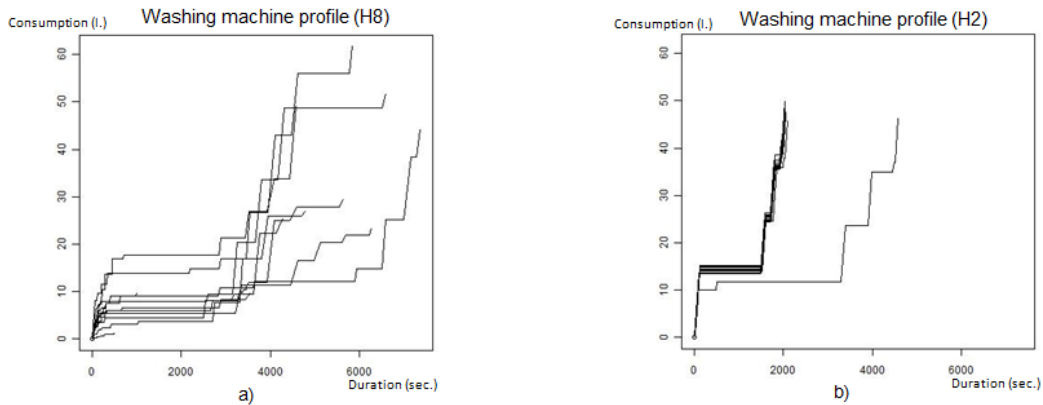 Washing machine profile (H8)
Consumption (l.)
60
50
40
30
20
10
0
0 2000 4000 6000
Duration (sec.)
a)
Washing machine profile (H2)
Consumption (l.)
60
50
40
30
20
10
0
0 2000 4000 6000
Duration (sec.)
b)